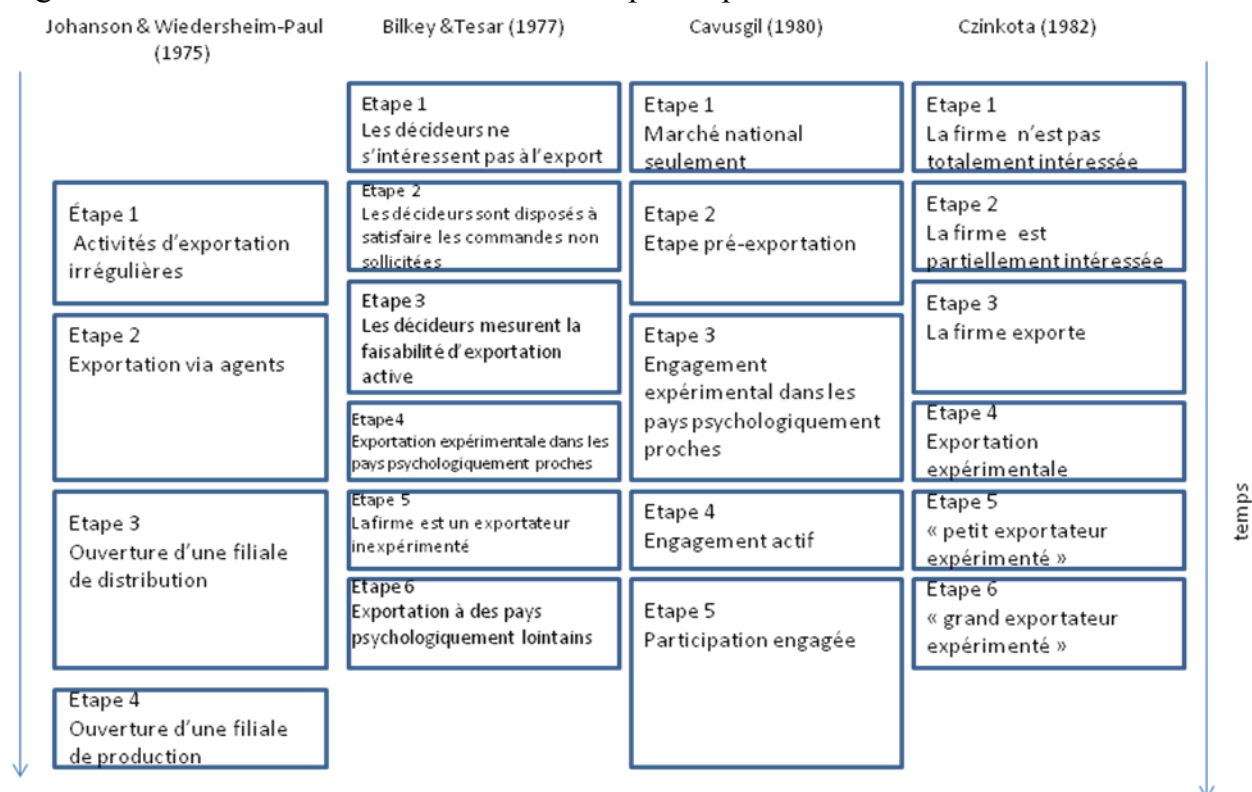 Johanson & Wiedersheim-Paul
(1975)
Étape 1
Activités d'exportation
irrégulières
Etape 2
Exportation via agents
Etape 3
Ouverture d'une filiale
de distribution
Etape 4
Ouverture d'une filiale
de production
Bilkey &Tesar (1977)
Etape 1
Les décideurs ne
s'intéressent pas à l'export
Etape 2
Les décideurs sont disposés à
satisfaire les commandes non
sollicitées
Etape 3
Les décideurs mesurent la
faisabilité d'exportation
active
Etape 4
Exportation expérimentale dans les
pays psychologiquement proches
Etape 5
La firme est un exportateur
inexpérimenté
Etape 6
Exportation à des pays
psychologiquement lointains
Cavusgil (1980)
Etape 1
Marché national
seulement
Etape 2
Etape pré-exportation
Etape 3
Engagement
expérimental dans les
pays psychologiquement
proches
Etape 4
Engagement actif
Etape 5
Participation engagée
Czinkota (1982)
Etape 1
La firme n'est pas
totalement intéressée
Etape 2
La firme est
partiellement intéressée
Etape 3
La firme exporte
Etape 4
Exportation
expérimentale
Etape 5
« petit exportateur
expérimenté »
Etape 6
« grand exportateur
expérimenté »
temps